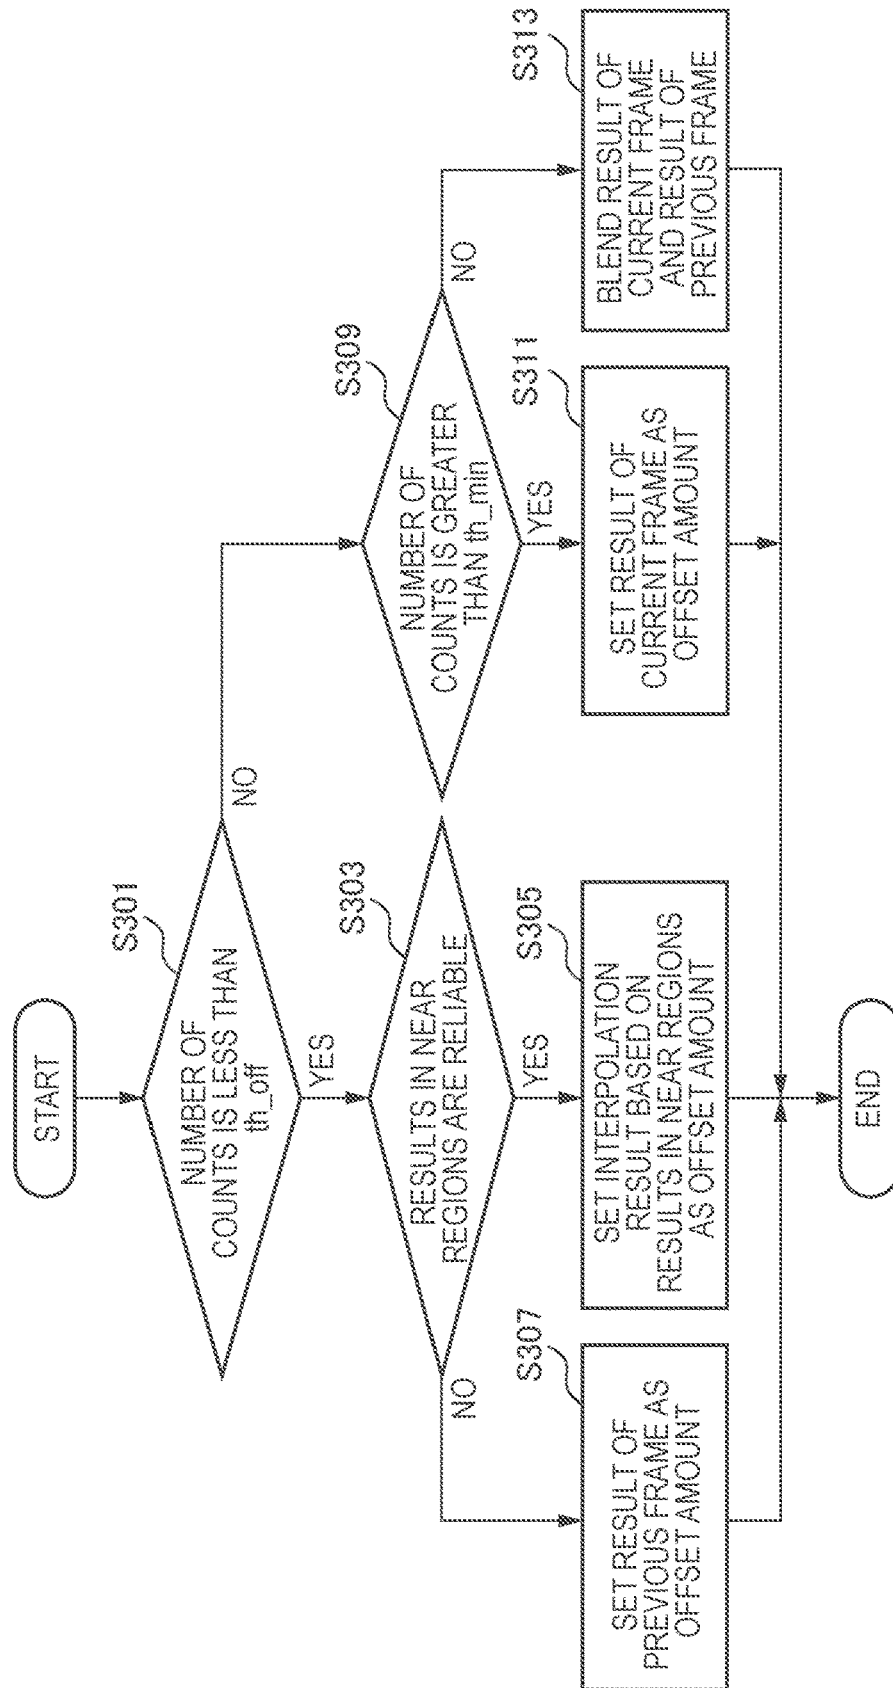 START
S301
NUMBER OF
COUNTS IS LESS THAN
th_off
NO
YES
S303
RESULTS IN NEAR
REGIONS ARE RELIABLE
NO
YES
S309
NUMBER OF
COUNTS IS GREATER
THAN th_min
NO
YES
S307
SET RESULT OF
PREVIOUS FRAME AS
OFFSET AMOUNT
S305
SET INTERPOLATION
RESULT BASED ON
RESULTS IN NEAR REGIONS
AS OFFSET AMOUNT
S311
SET RESULT OF
CURRENT FRAME AS
OFFSET AMOUNT
S313
BLEND RESULT OF
CURRENT FRAME
AND RESULT OF
PREVIOUS FRAME
END